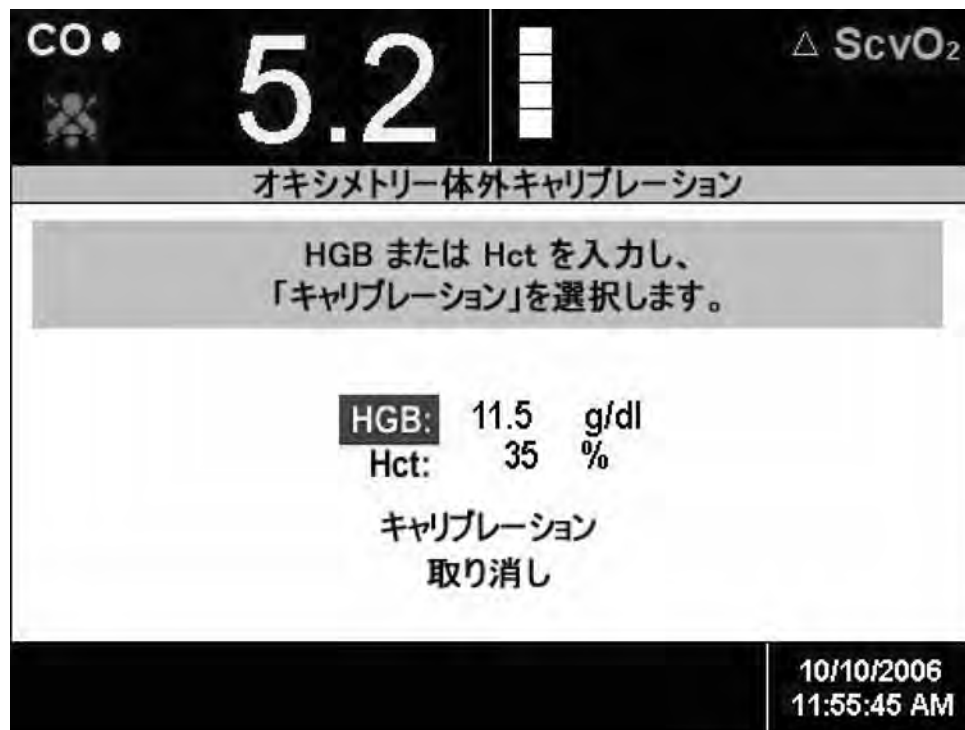 CO
5.2
△ ScvO₂
オキシメトリー体外キャリブレーション
HGB または Hct を入力し、
「キャリブレーション」を選択します。
HGB: 11.5 g/dl
Hct: 35 %
キャリブレーション
取り消し
10/10/2006
11:55:45 AM